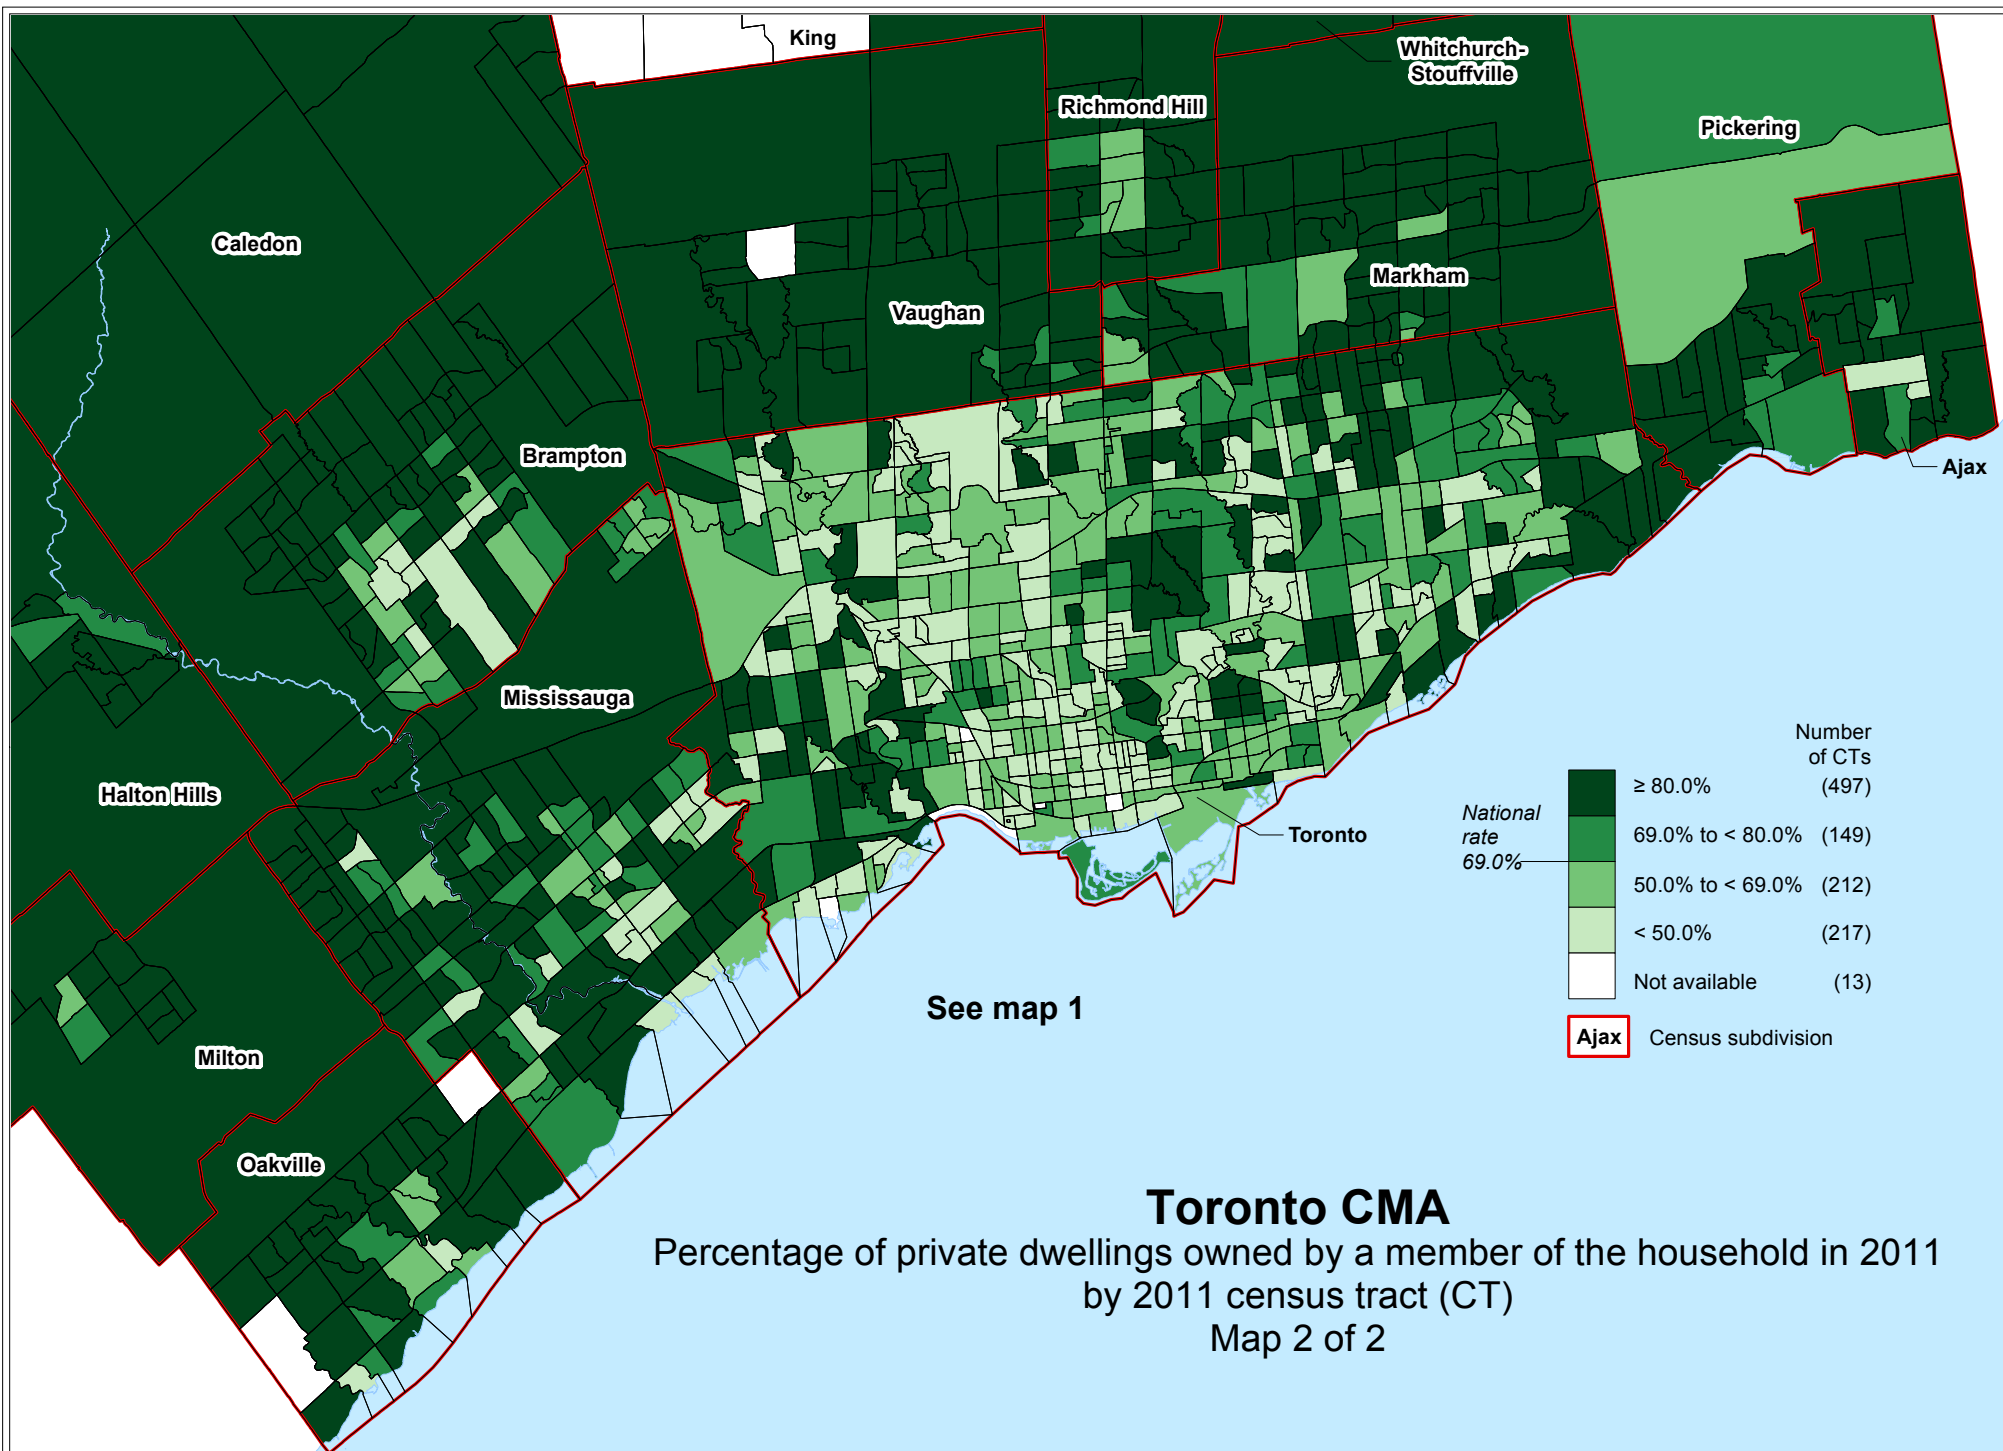 King
Whitchurch-
Stouffville
Richmond Hill
Pickering
Caledon
Markham
Vaughan
Brampton
Ajax
Mississauga
Halton Hills
Toronto
Number
of CTs
≥ 80.0% (497)
National
rate
69.0%
69.0% to < 80.0% (149)
50.0% to < 69.0% (212)
< 50.0% (217)
Not available (13)
Ajax Census subdivision
See map 1
Milton
Oakville
Toronto CMA
Percentage of private dwellings owned by a member of the household in 2011
by 2011 census tract (CT)
Map 2 of 2